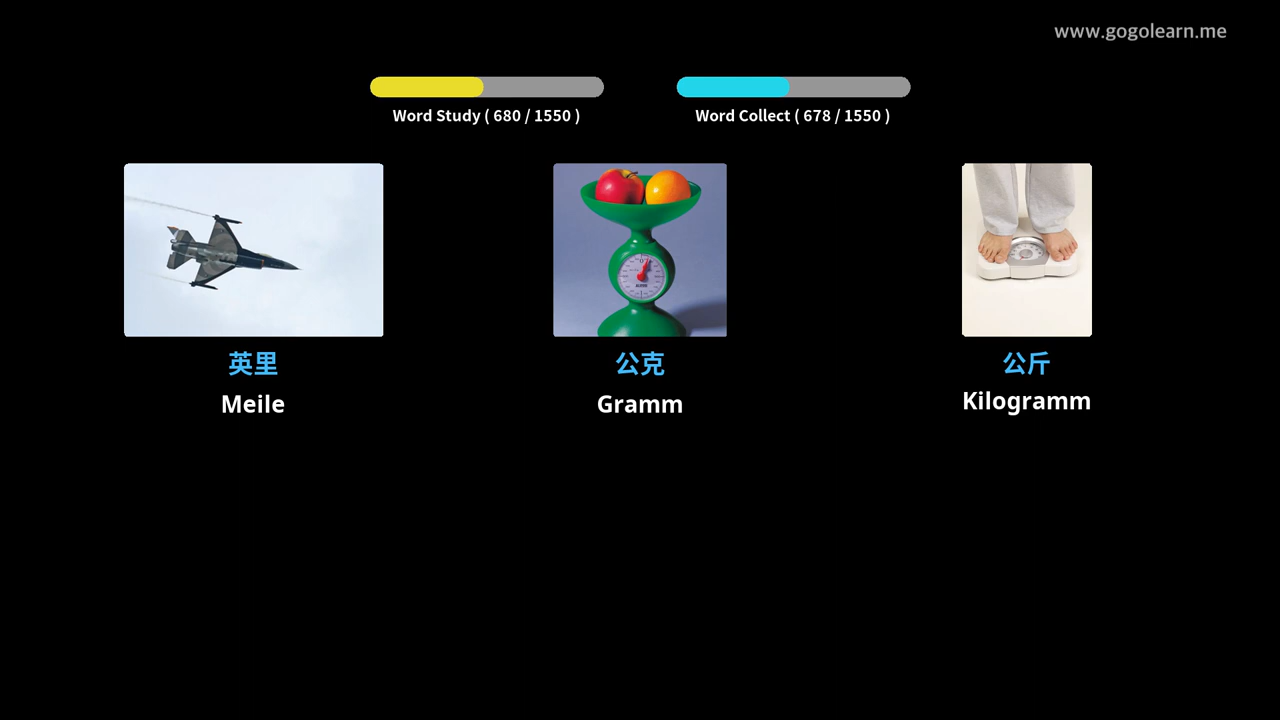 www.gogolearn.me
Word Study ( 680 / 1550 )
Word Collect ( 678 / 1550 )
英里
Meile
公克
Gramm
公斤
Kilogramm